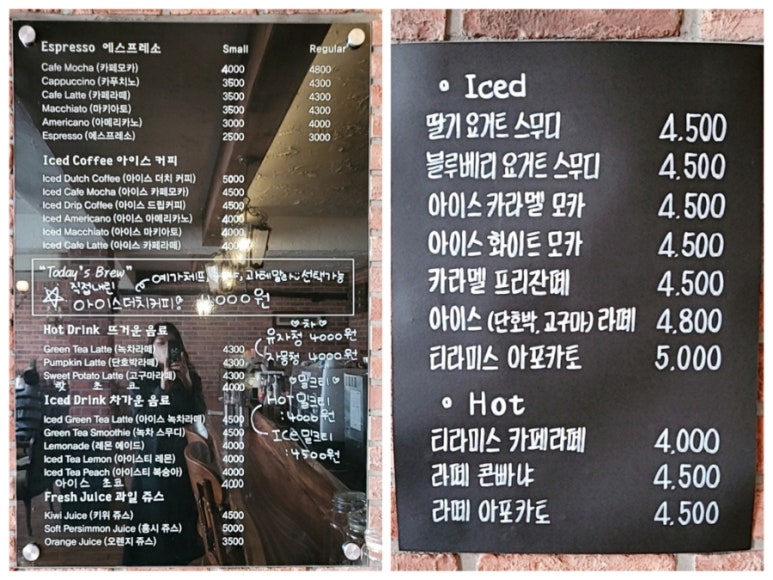 Espresso 에스프레소 Small Regular
Cafe Mocha (카페모카) 4000 4800
Cappuccino (카푸치노) 3500 4300
Cafe Latte (카페라떼) 3500 4300
Macchiato (마키아토) 3500 4300
Americano (아메리카노) 3000 4000
Espresso (에스프레소) 2500 3000
Iced Coffee 아이스 커피
Iced Dutch Coffee (아이스 더치 커피) 5000
Iced Cafe Mocha (아이스 카페모카) 4500
Iced Drip Coffee (아이스 드립커피) 4500
Iced Americano (아이스 아메리카노) 4000
Iced Macchiato (아이스 마키아토) 4000
Iced Cafe Latte (아이스 카페라떼) 4000
"Today's Brew"
예가체프, 과테말라 선택가능
직접내린
아이스더치커피 4,000원
Hot Drink 뜨거운 음료
Green Tea Latte (녹차라떼) 4300
Pumpkin Latte (단호박라떼) 4300
Sweet Potato Latte (고구마라떼) 4300
핫 초 코 4000
♡차♡
유자청 4000원
자몽청 4000원
Iced Drink 차가운 음료
Iced Green Tea Latte (아이스 녹차라떼) 4500
Green Tea Smoothie (녹차 스무디) 4500
Lemonade (레몬 에이드) 4000
Iced Tea Lemon (아이스티 레몬) 4000
Iced Tea Peach (아이스티 복숭아) 4000
아이스 초코 4000
♡밀크티♡
HOT 밀크티
: 4000원
ICE 밀크티
: 4500원
Fresh Juice 과일 쥬스
Kiwi Juice (키위 쥬스) 4500
Soft Persimmon Juice (홍시 쥬스) 5000
Orange Juice (오렌지 쥬스) 3500
Iced
딸기 요거트 스무디 4,500
블루베리 요거트 스무디 4,500
아이스 카라멜 모카 4,500
아이스 화이트 모카 4,500
카라멜 프리잔떼 4,500
아이스 (단호박, 고구마) 라떼 4,800
티라미스 아포카토 5,000
Hot
티라미스 카페라떼 4,000
라떼 콘빠냐 4,500
라떼 아포카토 4,500